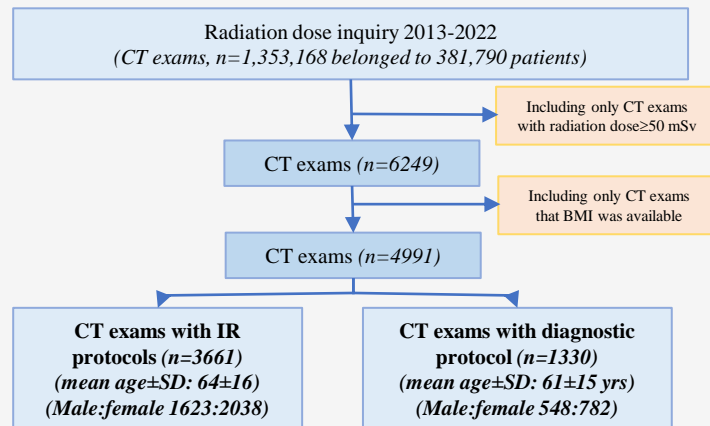 Radiation dose inquiry 2013-2022
(CT exams, n=1,353,168 belonged to 381,790 patients)
Including only CT exams
with radiation dose≥50 mSv
CT exams (n=6249)
Including only CT exams
that BMI was available
CT exams (n=4991)
CT exams with IR
protocols (n=3661)
(mean age±SD: 64±16)
(Male:female 1623:2038)
CT exams with diagnostic
protocol (n=1330)
(mean age±SD: 61±15 yrs)
(Male:female 548:782)